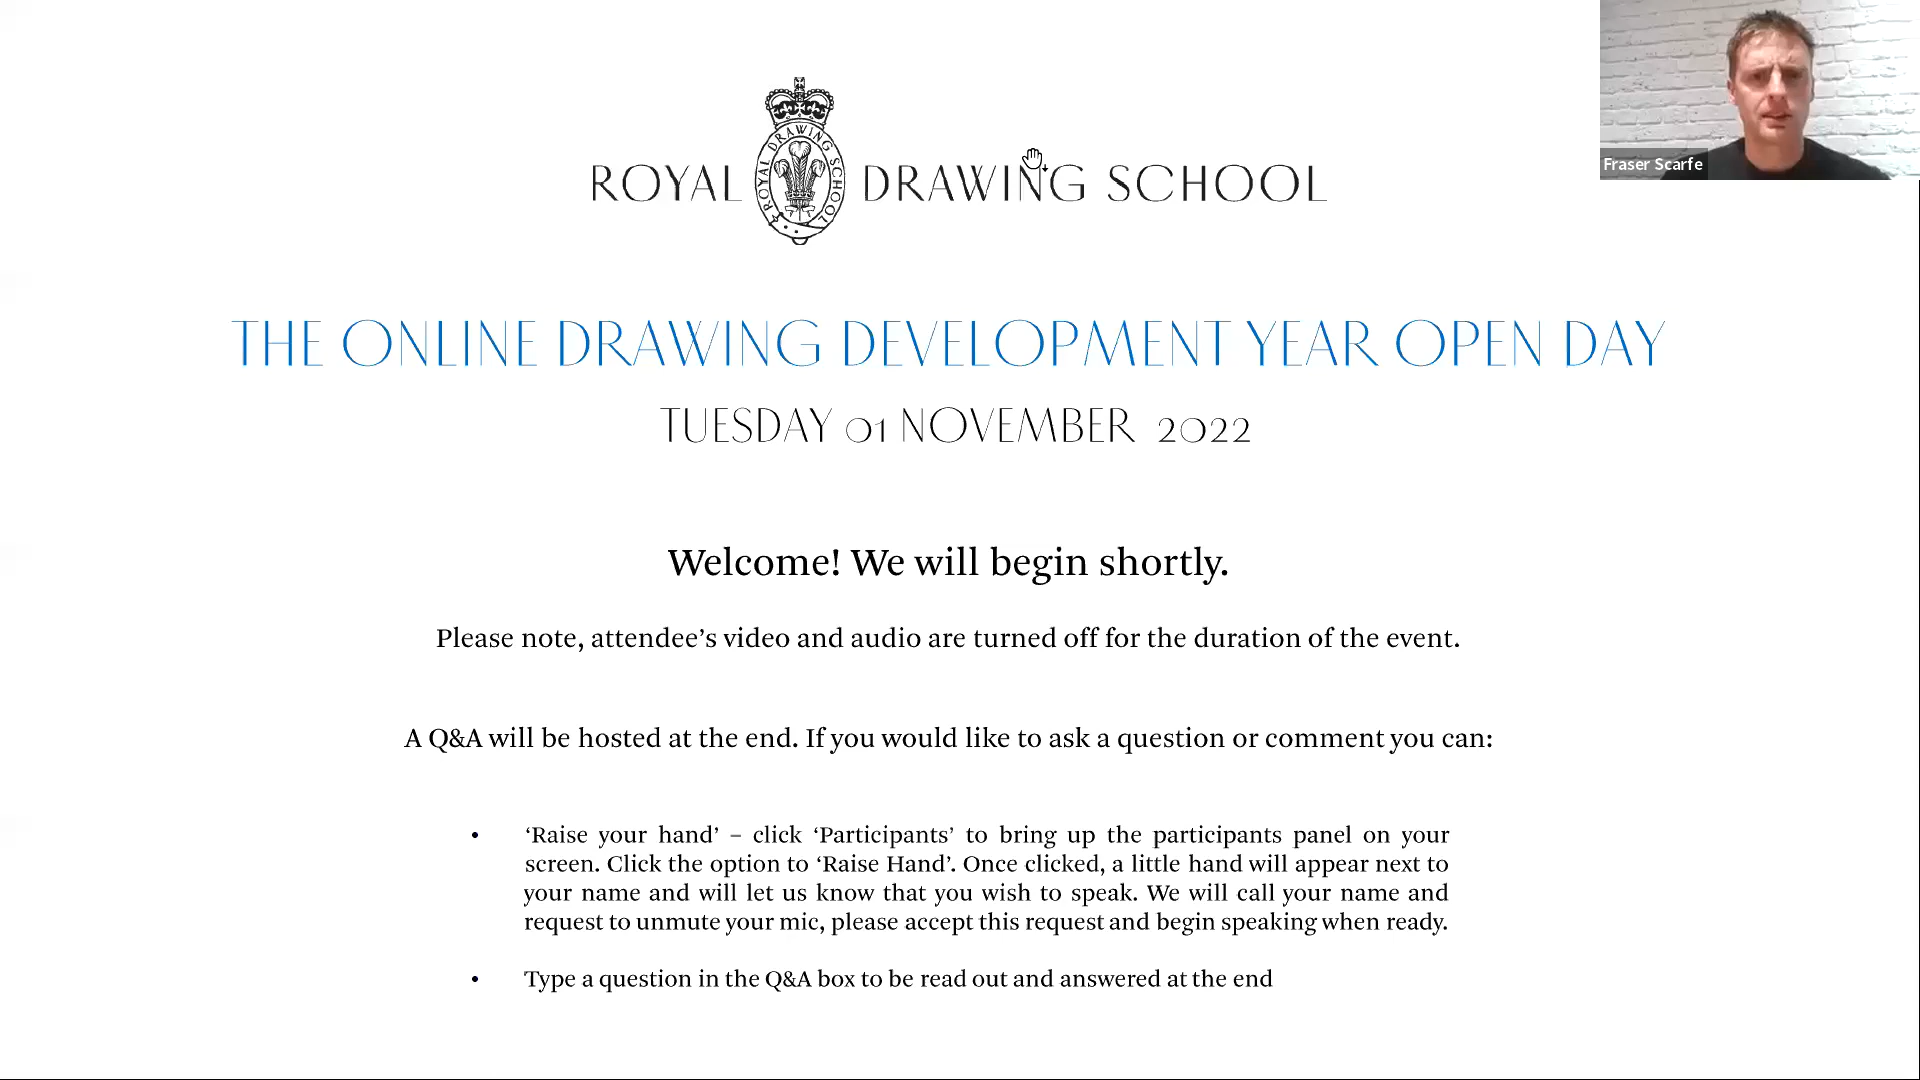 Fraser Scarfe
ROYAL DRAWING SCHOOL
ROYAL DRAWING SCHOOL
THE ONLINE DRAWING DEVELOPMENT YEAR OPEN DAY
TUESDAY 01 NOVEMBER 2022
Welcome! We will begin shortly.
Please note, attendee’s video and audio are turned off for the duration of the event.
A Q&A will be hosted at the end. If you would like to ask a question or comment you can:
• ‘Raise your hand’ – click ‘Participants’ to bring up the participants panel on your
screen. Click the option to ‘Raise Hand’. Once clicked, a little hand will appear next to
your name and will let us know that you wish to speak. We will call your name and
request to unmute your mic, please accept this request and begin speaking when ready.
• Type a question in the Q&A box to be read out and answered at the end